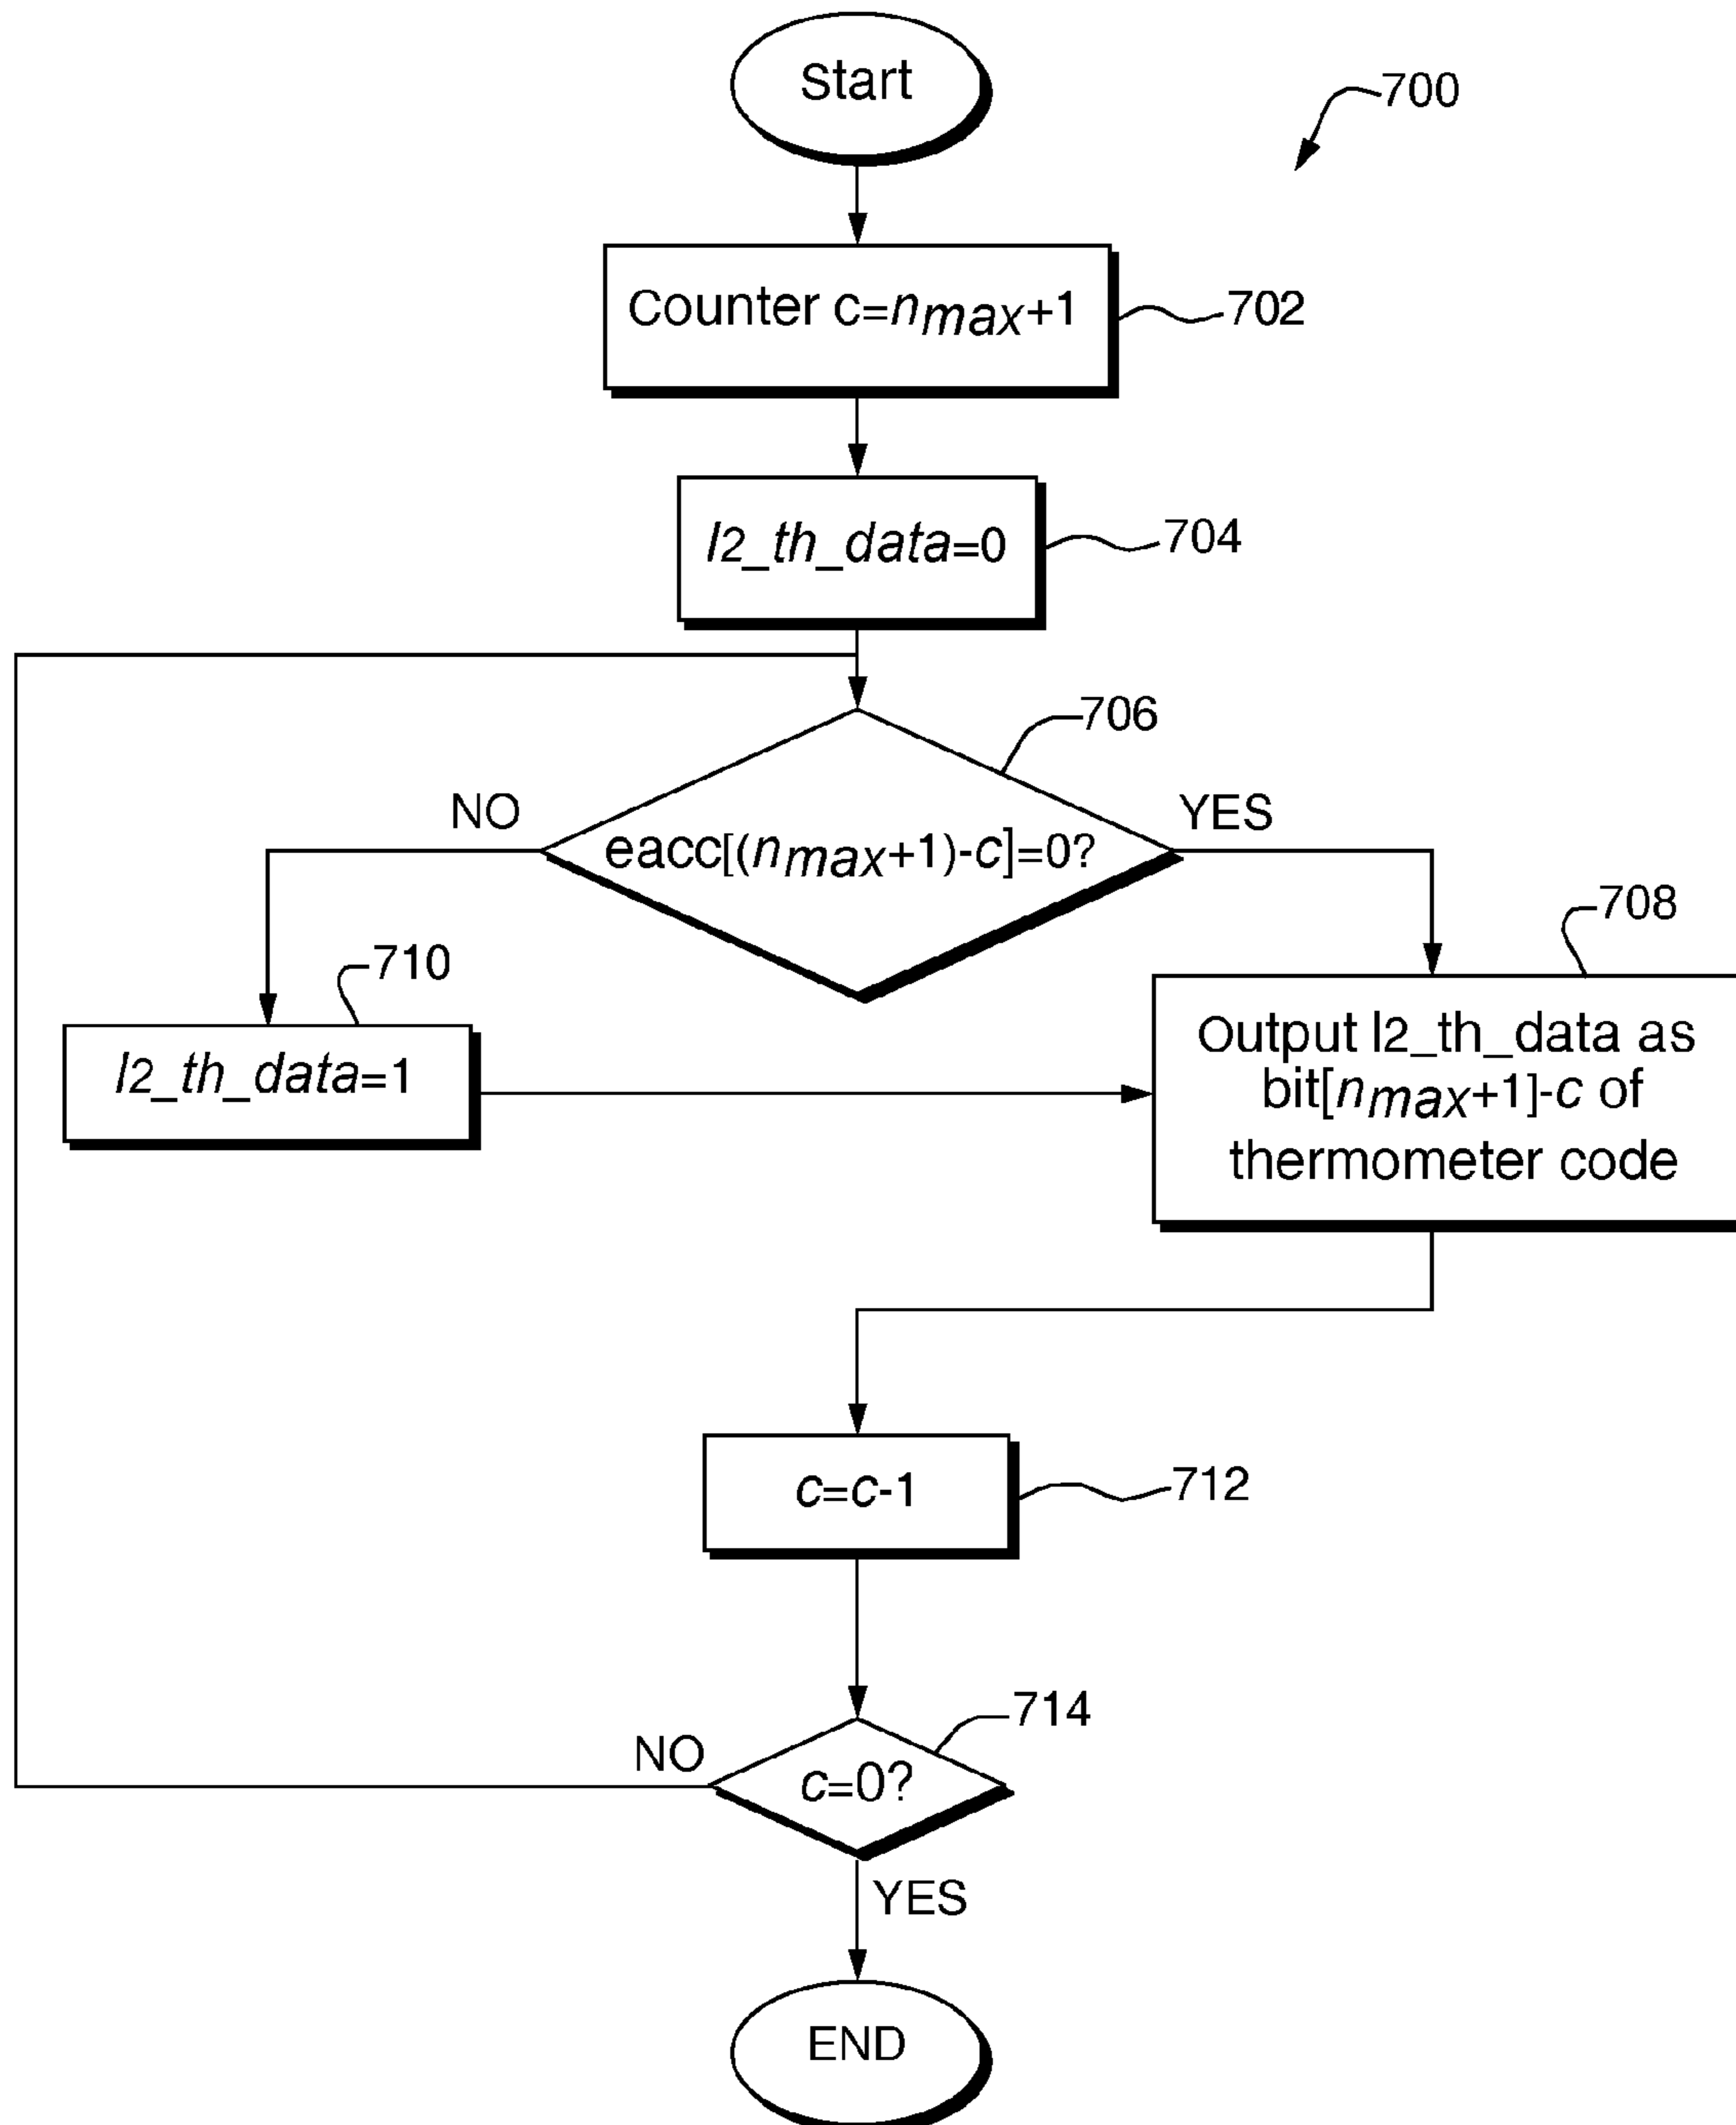 Start
700
Counter c=nmax+1
702
l2_th_data=0
704
706
NO
YES
eacc[(nmax+1)-c]=0?
708
710
l2_th_data=1
Output l2_th_data as
bit[nmax+1]-c of
thermometer code
c=c-1
712
714
NO
c=0?
YES
END